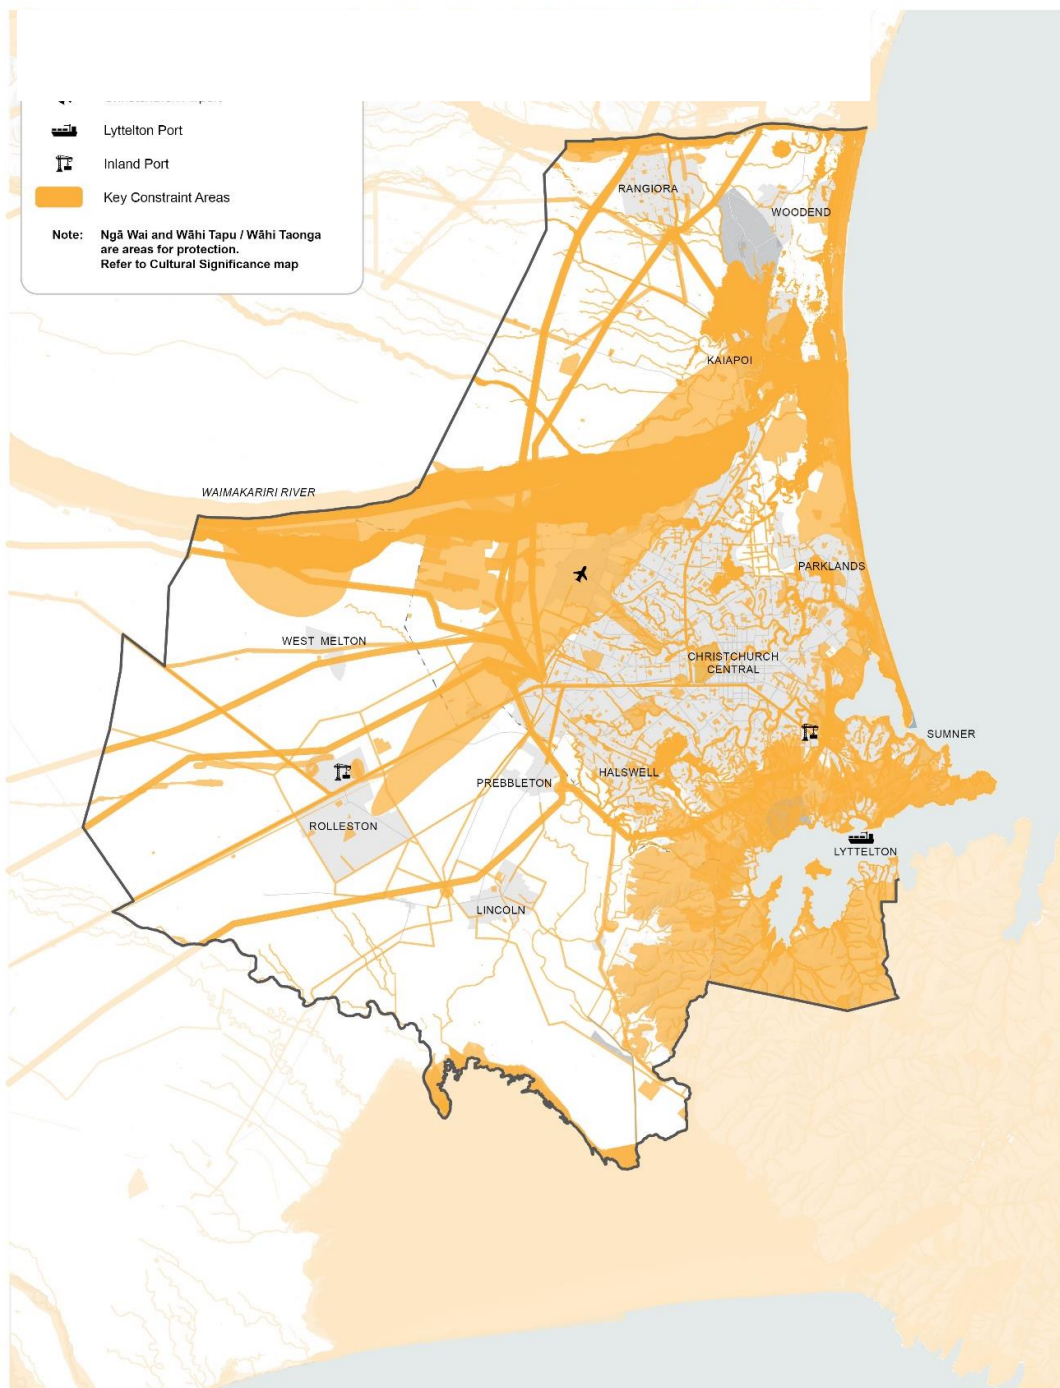 Lyttelton Port
Inland Port
Key Constraint Areas
Note: Ngā Wai and Wāhi Tapu / Wāhi Taonga
are areas for protection.
Refer to Cultural Significance map
RANGIORA
WOODEND
KAIAPOI
WAIMAKARIRI RIVER
PARKLANDS
WEST MELTON
CHRISTCHURCH
CENTRAL
SUMNER
HALSWELL
PREBBLETON
ROLLESTON
LYTTELTON
LINCOLN